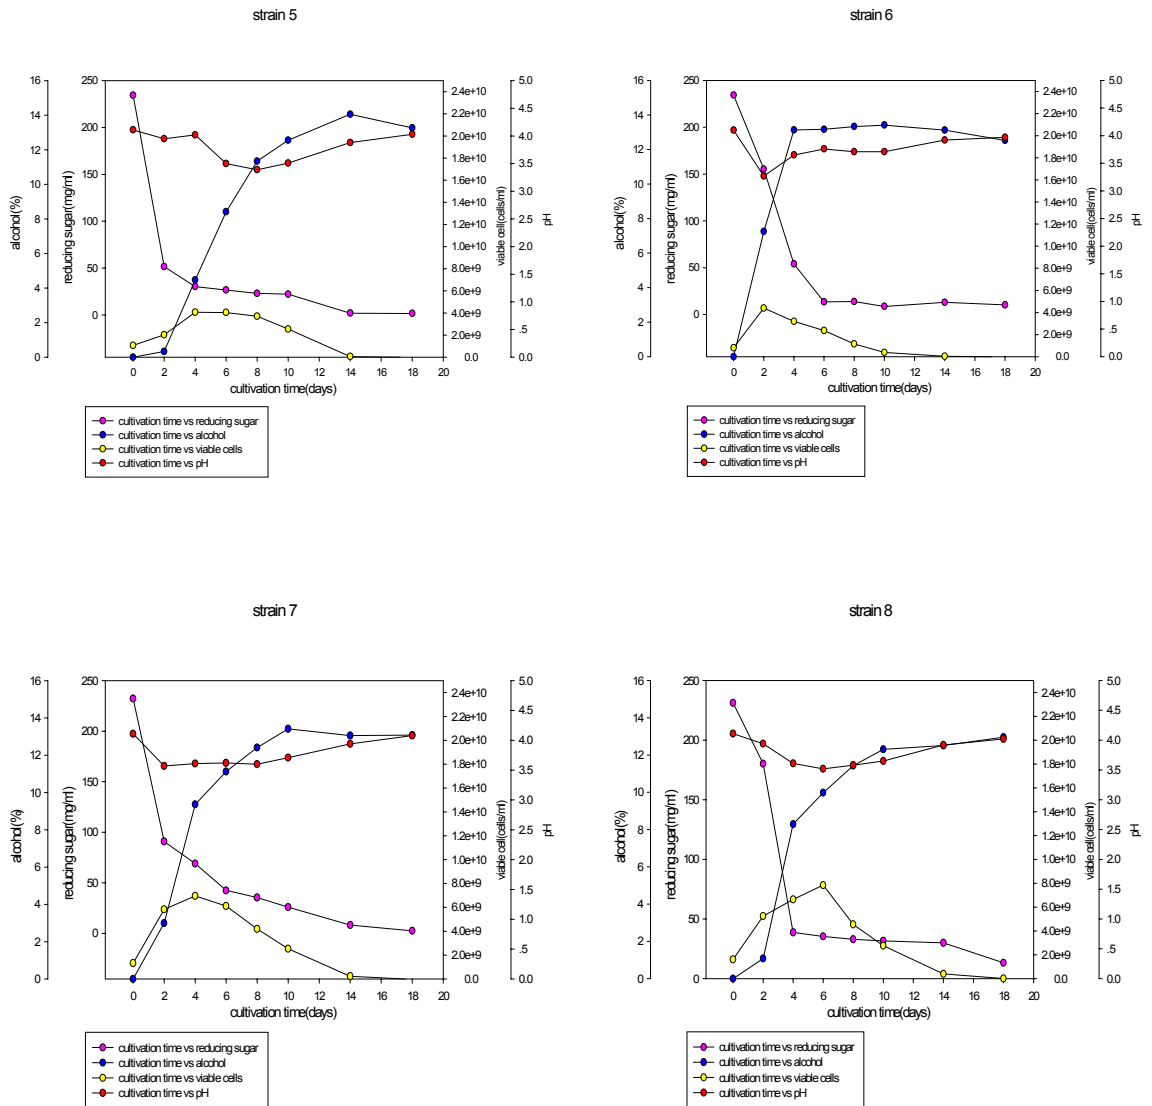 strain 5
strain 6
16
14
12
10
8
6
4
2
0
alcohol(%)
250
200
150
100
50
0
reducing sugar(mg/ml)
2.4e+10
2.2e+10
2.0e+10
1.8e+10
1.6e+10
1.4e+10
1.2e+10
1.0e+10
8.0e+9
6.0e+9
4.0e+9
2.0e+9
0.0
viable cell(cells/ml)
5.0
4.5
4.0
3.5
3.0
2.5
2.0
1.5
1.0
.5
0.0
pH
0 2 4 6 8 10 12 14 16 18 20
cultivation time(days)
cultivation time vs reducing sugar
cultivation time vs alcohol
cultivation time vs viable cells
cultivation time vs pH
16
14
12
10
8
6
4
2
0
alcohol(%)
250
200
150
100
50
0
reducing sugar(mg/ml)
2.4e+10
2.2e+10
2.0e+10
1.8e+10
1.6e+10
1.4e+10
1.2e+10
1.0e+10
8.0e+9
6.0e+9
4.0e+9
2.0e+9
0.0
viable cell(cells/ml)
5.0
4.5
4.0
3.5
3.0
2.5
2.0
1.5
1.0
.5
0.0
pH
0 2 4 6 8 10 12 14 16 18 20
cultivation time(days)
cultivation time vs reducing sugar
cultivation time vs alcohol
cultivation time vs viable cells
cultivation time vs pH
strain 7
strain 8
16
14
12
10
8
6
4
2
0
alcohol(%)
250
200
150
100
50
0
reducing sugar(mg/ml)
2.4e+10
2.2e+10
2.0e+10
1.8e+10
1.6e+10
1.4e+10
1.2e+10
1.0e+10
8.0e+9
6.0e+9
4.0e+9
2.0e+9
0.0
viable cell(cells/ml)
5.0
4.5
4.0
3.5
3.0
2.5
2.0
1.5
1.0
.5
0.0
pH
0 2 4 6 8 10 12 14 16 18 20
cultivation time(days)
cultivation time vs reducing sugar
cultivation time vs alcohol
cultivation time vs viable cells
cultivation time vs pH
16
14
12
10
8
6
4
2
0
alcohol(%)
250
200
150
100
50
0
reducing sugar(mg/ml)
2.4e+10
2.2e+10
2.0e+10
1.8e+10
1.6e+10
1.4e+10
1.2e+10
1.0e+10
8.0e+9
6.0e+9
4.0e+9
2.0e+9
0.0
viable cell(cells/ml)
5.0
4.5
4.0
3.5
3.0
2.5
2.0
1.5
1.0
.5
0.0
pH
0 2 4 6 8 10 12 14 16 18 20
cultivation time(days)
cultivation time vs reducing sugar
cultivation time vs alcohol
cultivation time vs viable cells
cultivation time vs pH